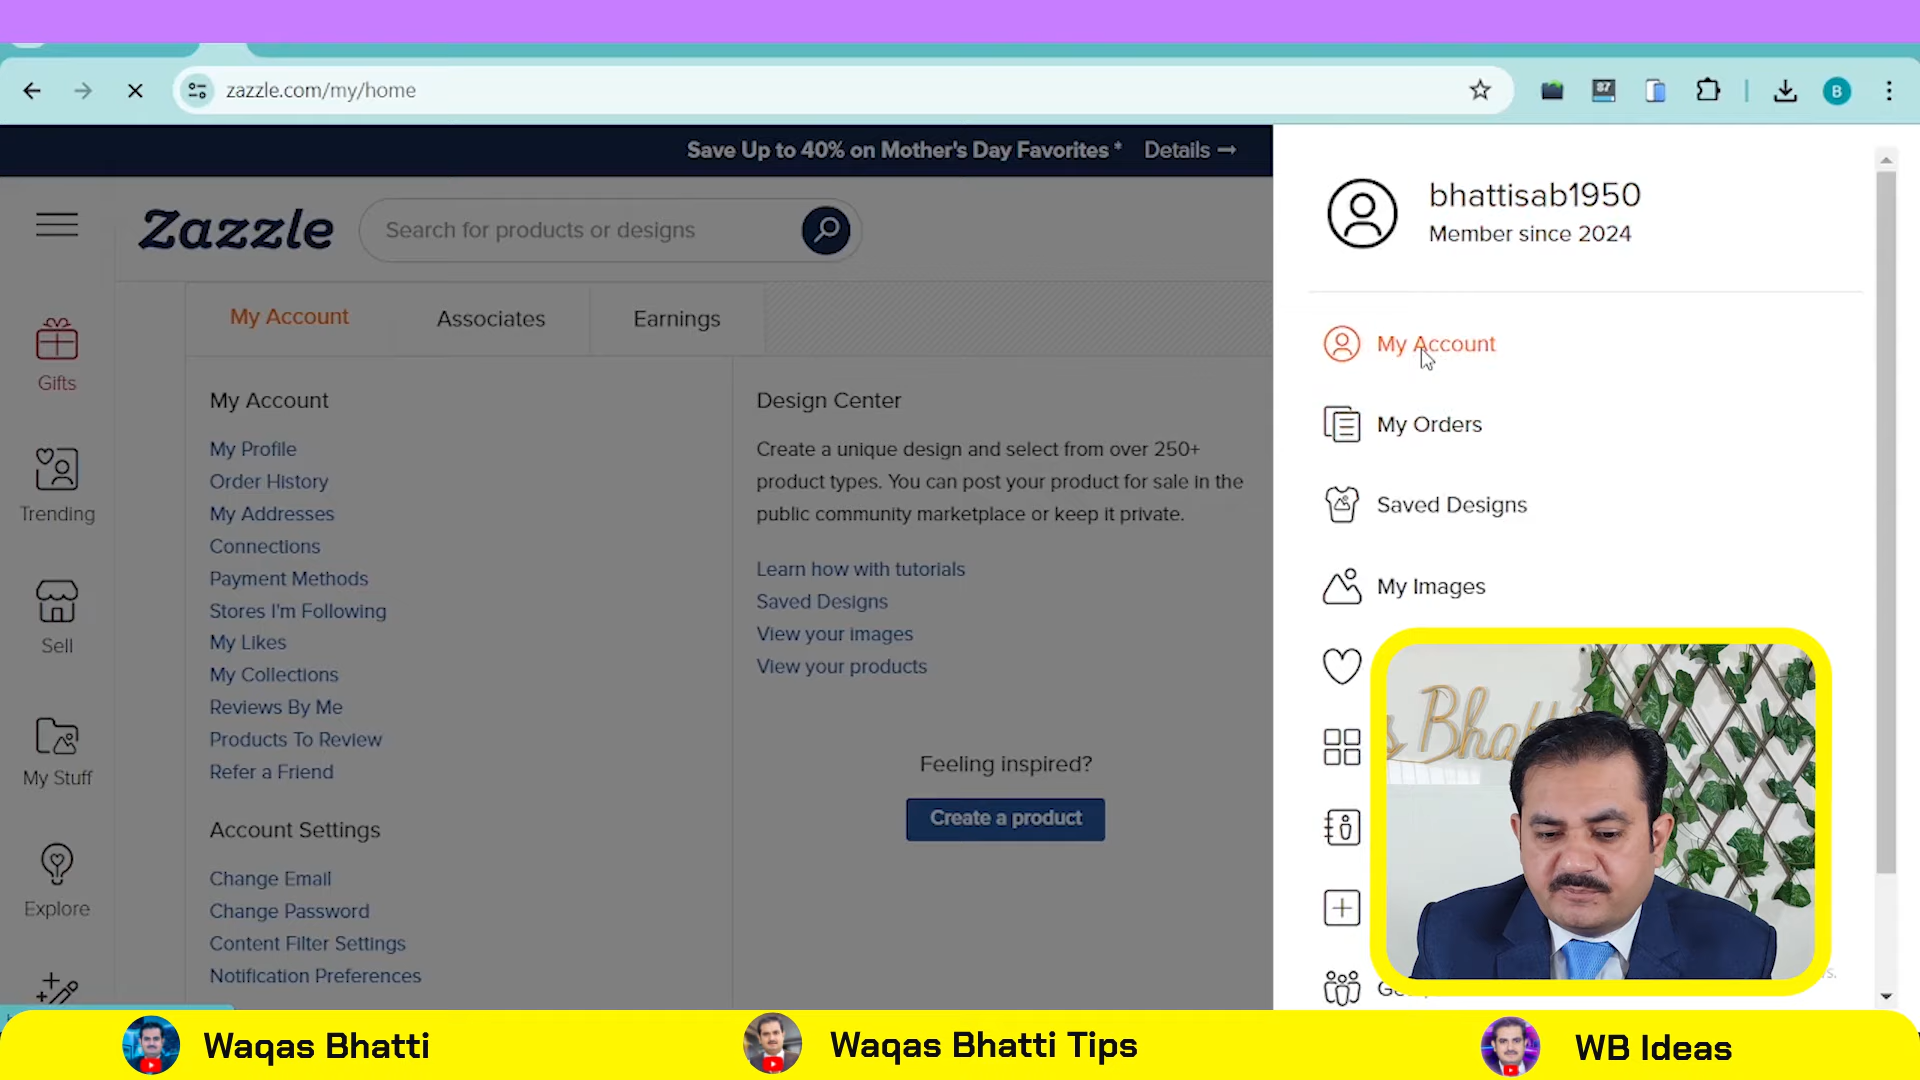 zazzle.com/my/home
87
B
Save Up to 40% on Mother's Day Favorites * Details →
Zazzle
Search for products or designs
bhattisab1950
Member since 2024
My Account
Associates
Earnings
Gifts
Trending
Sell
My Stuff
Explore
My Account
My Profile
Order History
My Addresses
Connections
Payment Methods
Stores I'm Following
My Likes
My Collections
Reviews By Me
Products To Review
Refer a Friend
Account Settings
Change Email
Change Password
Content Filter Settings
Notification Preferences
Design Center
Create a unique design and select from over 250+
product types. You can post your product for sale in the
public community marketplace or keep it private.
Learn how with tutorials
Saved Designs
View your images
View your products
Feeling inspired?
Create a product
My Account
My Orders
Saved Designs
My Images
s Bhatti
Waqas Bhatti
Waqas Bhatti Tips
WB Ideas